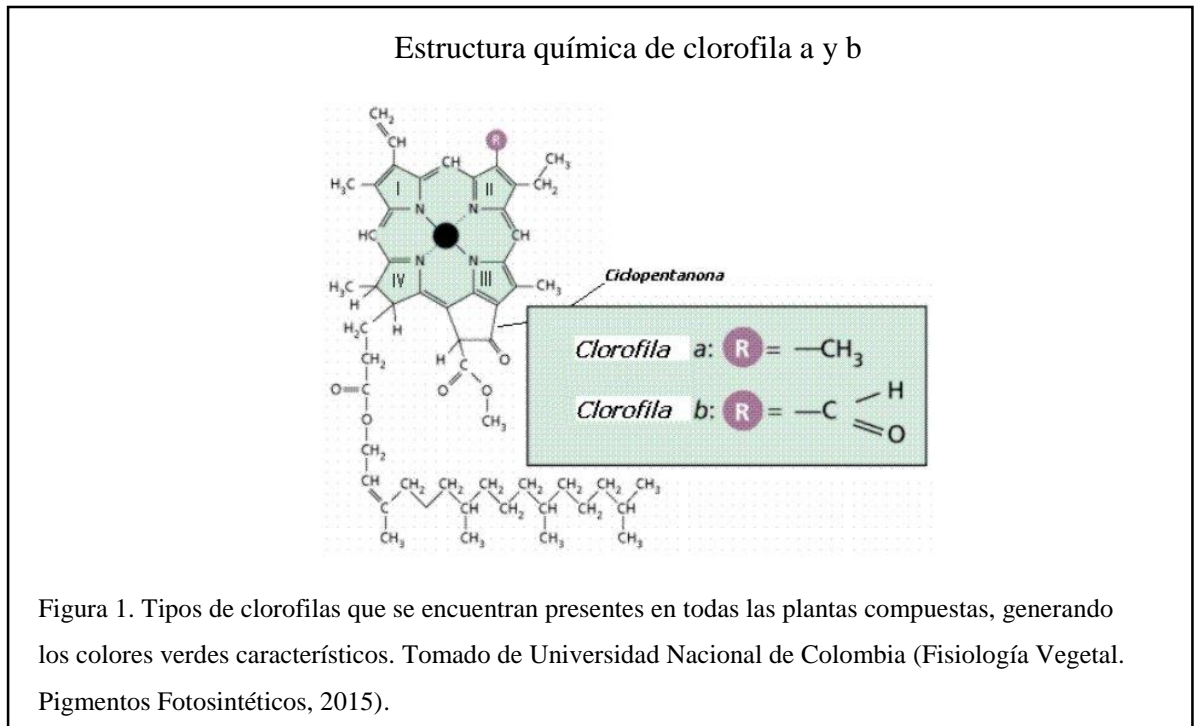 Estructura química de clorofila a y b
CH₂
CH
R
CH
CH₃
CH₂
H₃C
I
II
N
N
HC
CH
N
N
IV
III
H₃C
H
CH₃
Ciclopentanona
H₂C
H
H
O
CH₂
C
O
O
CH₃
O
C
O
CH₂
CH
C
CH₃
CH₂
CH₂
CH₂
CH₂
CH₂
CH₃
CH
CH₂
CH₂
CH
CH₂
CH
CH₃
CH₃
CH₃
Clorofila a: R = —CH₃
Clorofila b: R = —C
H
O
Figura 1. Tipos de clorofilas que se encuentran presentes en todas las plantas compuestas, generando
los colores verdes característicos. Tomado de Universidad Nacional de Colombia (Fisiología Vegetal.
Pigmentos Fotosintéticos, 2015).